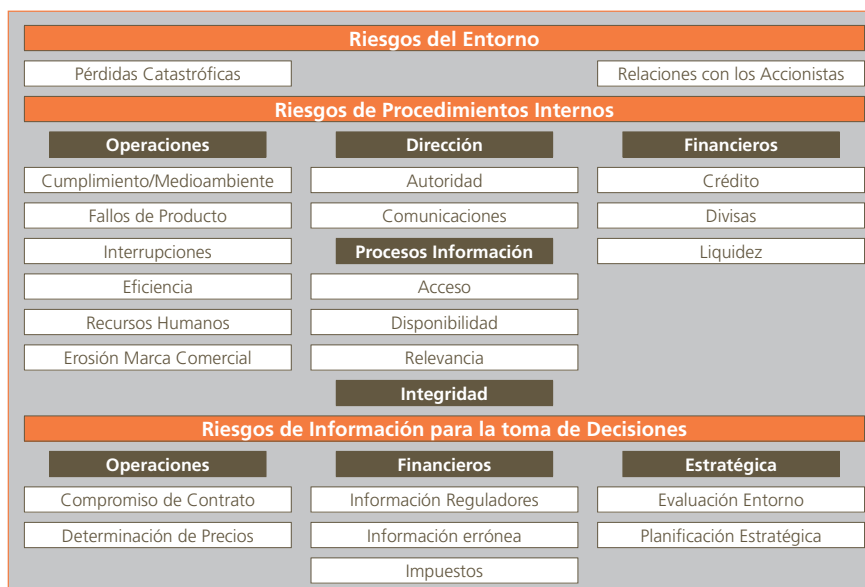 Riesgos del Entorno
Pérdidas Catastróficas
Relaciones con los Accionistas
Riesgos de Procedimientos Internos
Operaciones
Dirección
Financieros
Cumplimiento/Medioambiente
Autoridad
Crédito
Fallos de Producto
Comunicaciones
Divisas
Interrupciones
Procesos Información
Liquidez
Eficiencia
Acceso
Recursos Humanos
Disponibilidad
Erosión Marca Comercial
Relevancia
Integridad
Riesgos de Información para la toma de Decisiones
Operaciones
Financieros
Estratégica
Compromiso de Contrato
Información Reguladores
Evaluación Entorno
Determinación de Precios
Información errónea
Planificación Estratégica
Impuestos